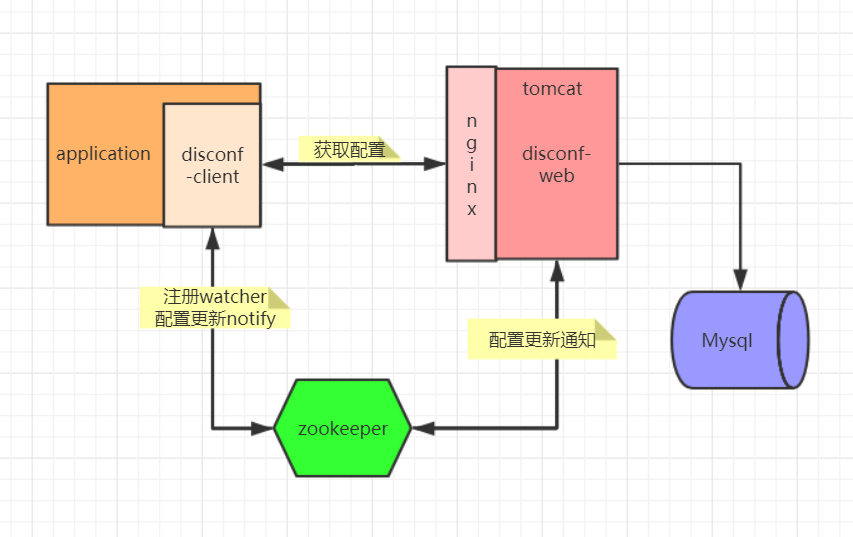 application
disconf
-client
获取配置
n
g
i
n
x
tomcat
disconf-
web
注册watcher
配置更新notify
配置更新通知
Mysql
zookeeper